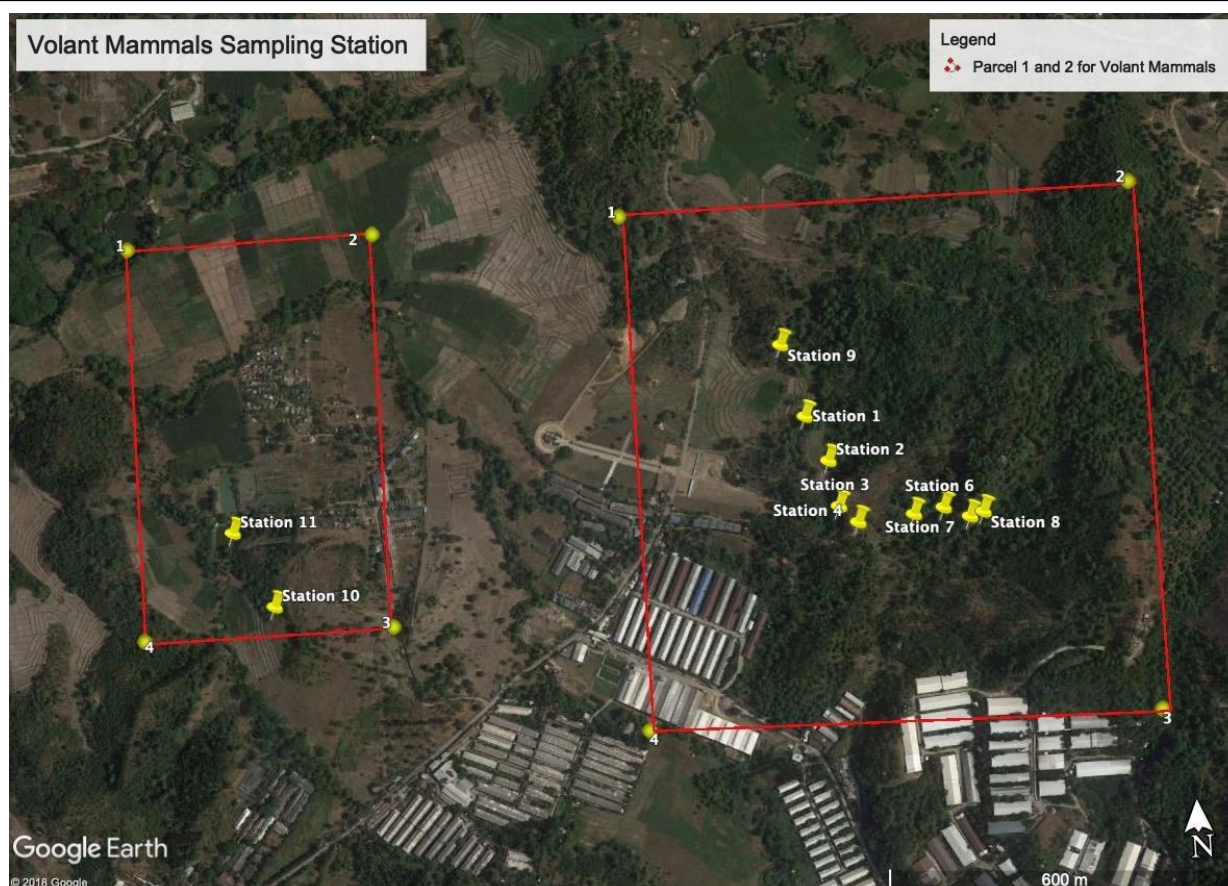 Volant Mammals Sampling Station
Legend
Parcel 1 and 2 for Volant Mammals
2
1
2
1
Station 9
Station 1
Station 2
Station 3
Station 6
Station 4
Station 7
Station 8
Station 11
Station 10
3
4
3
4
Google Earth
N
© 2018 Google
600 m